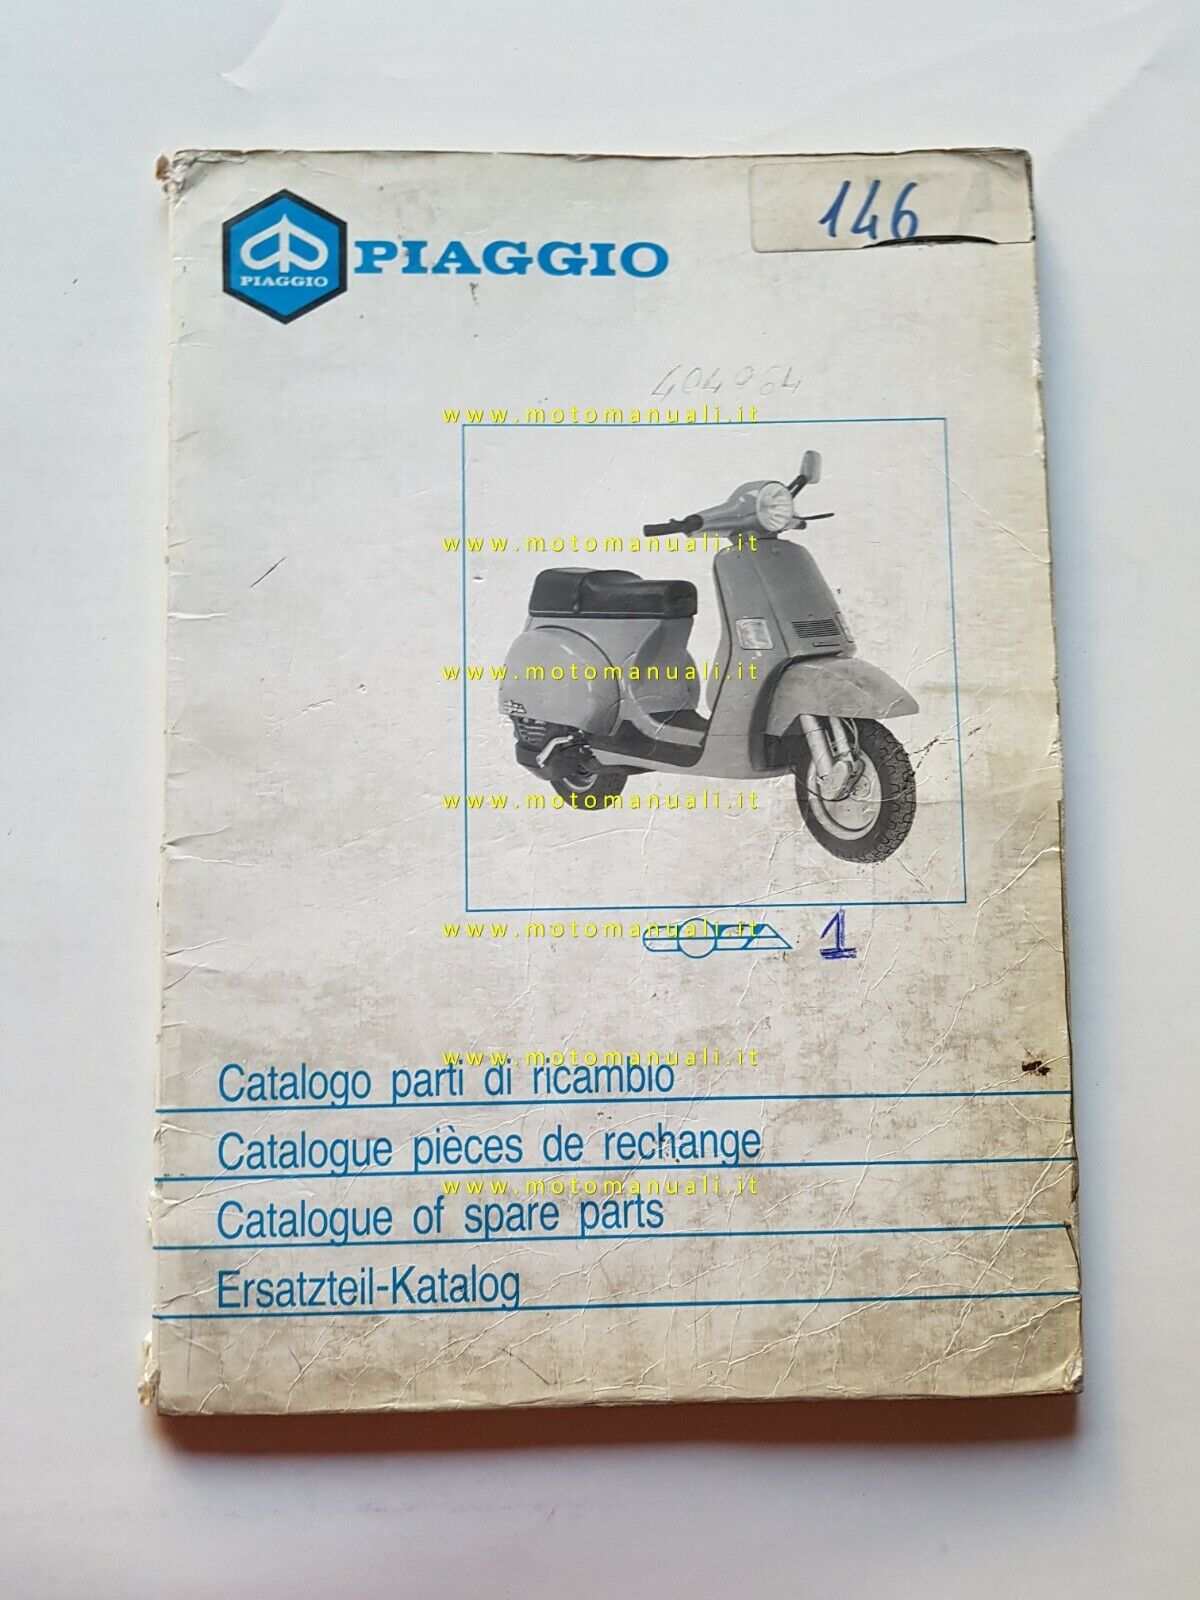 146
PIAGGIO
PIAGGIO
404964
www.motomanuali.it
www.motomanuali.it
www.motomanuali.it
www.motomanuali.it
COSA 1
www.motomanuali.it
www.motomanuali.it
Catalogo parti di ricambio
Catalogue pièces de rechange
www.motomanuali.it
Catalogue of spare parts
Ersatzteil-Katalog